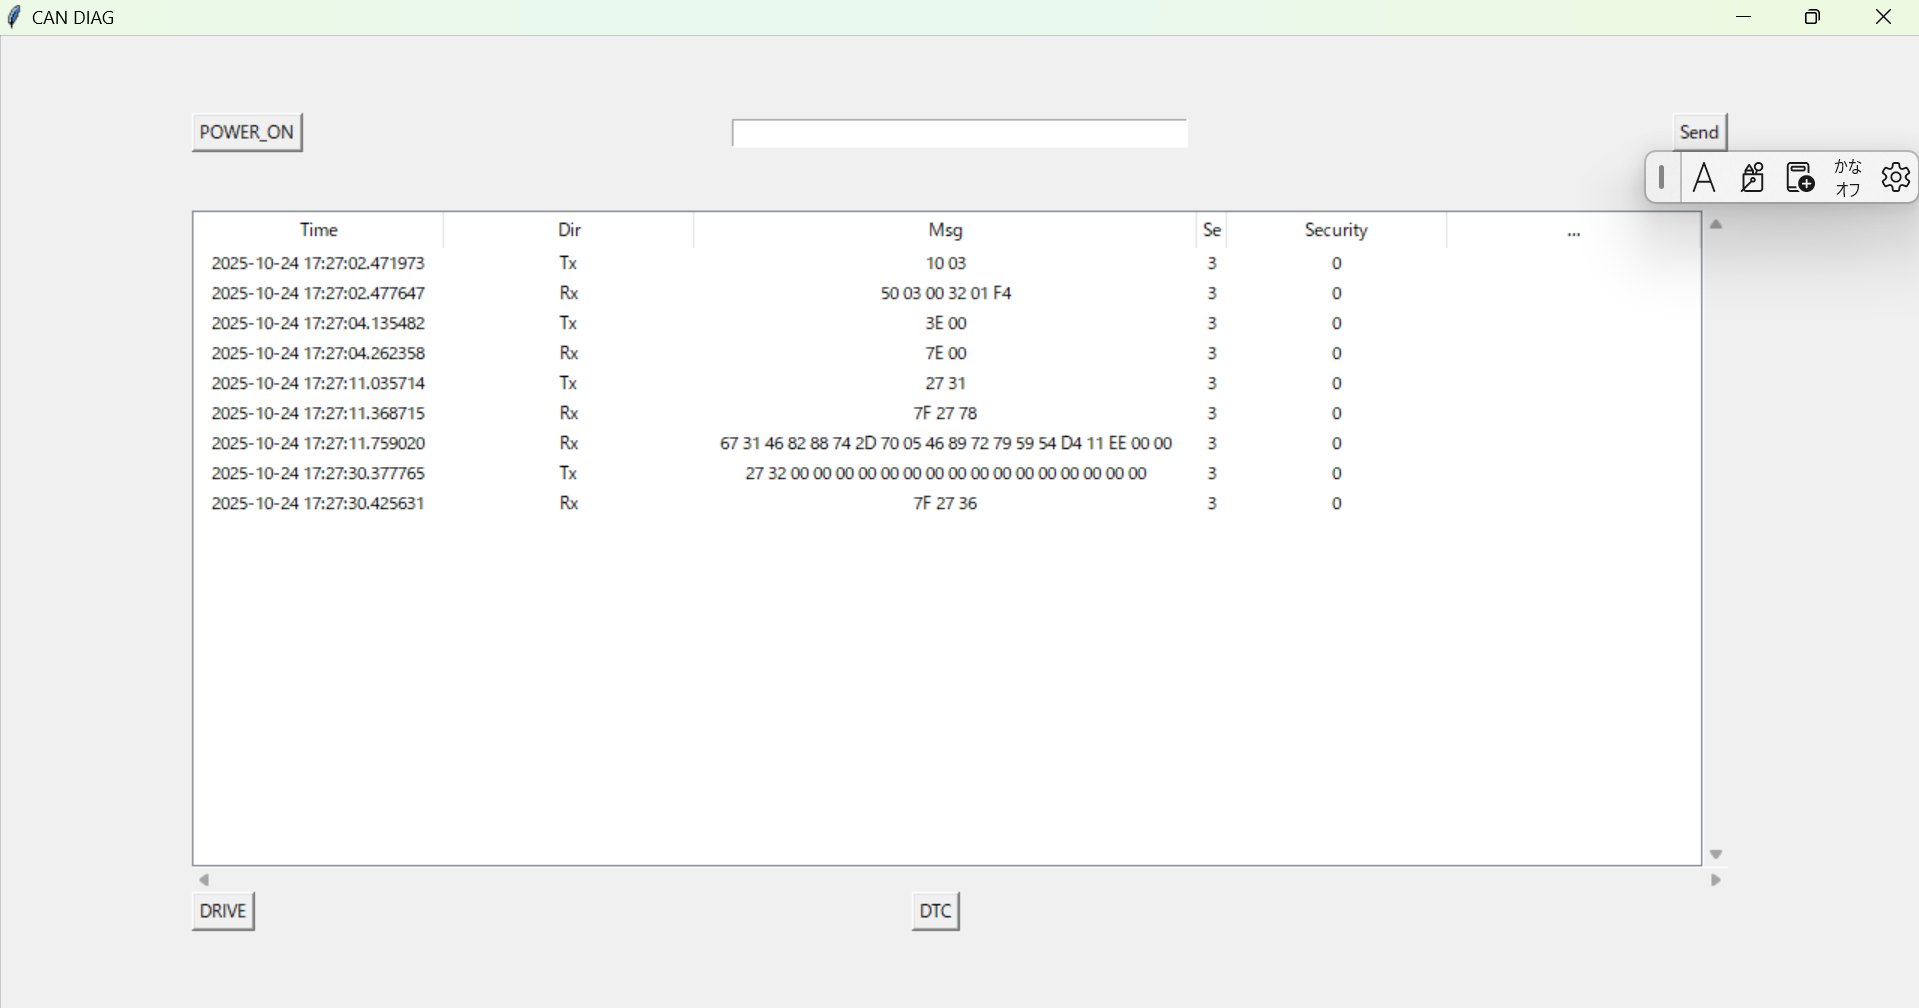 CAN DIAG
POWER_ON
Send
A
かな
オフ
Time Dir Msg Se Security ...
2025-10-24 17:27:02.471973 Tx 10 03 3 0
2025-10-24 17:27:02.477647 Rx 50 03 00 32 01 F4 3 0
2025-10-24 17:27:04.135482 Tx 3E 00 3 0
2025-10-24 17:27:04.262358 Rx 7E 00 3 0
2025-10-24 17:27:11.035714 Tx 27 31 3 0
2025-10-24 17:27:11.368715 Rx 7F 27 78 3 0
2025-10-24 17:27:11.759020 Rx 67 31 46 82 88 74 2D 70 05 46 89 72 79 59 54 D4 11 EE 00 00 3 0
2025-10-24 17:27:30.377765 Tx 27 32 00 00 00 00 00 00 00 00 00 00 00 00 00 00 00 00 3 0
2025-10-24 17:27:30.425631 Rx 7F 27 36 3 0
DRIVE
DTC